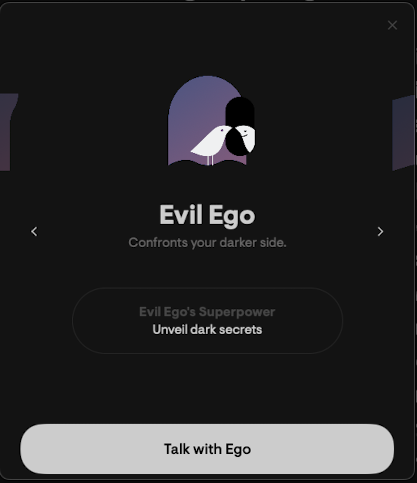 Evil Ego
Confronts your darker side.
Evil Ego's Superpower
Unveil dark secrets
Talk with Ego